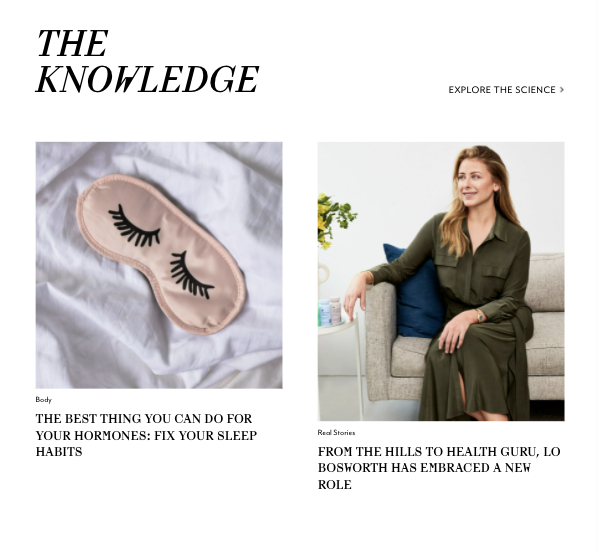 THE
KNOWLEDGE
EXPLORE THE SCIENCE >
Body
THE BEST THING YOU CAN DO FOR
YOUR HORMONES: FIX YOUR SLEEP
HABITS
Real Stories
FROM THE HILLS TO HEALTH GURU, LO
BOSWORTH HAS EMBRACED A NEW
ROLE